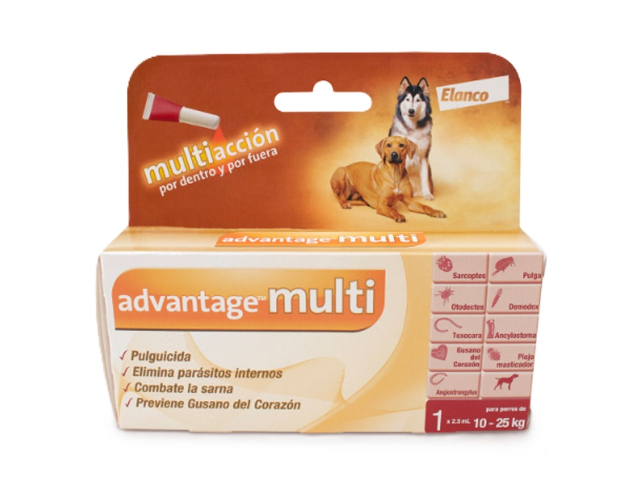 Elanco
multiacción
por dentro y por fuera
advantage multi
advantage™ multi
✓ Pulguicida
✓ Elimina parásitos internos
✓ Combate la sarna
✓ Previene Gusano del Corazón
Sarcoptes
Pulga
Otodectes
Demodex
Toxocara
Ancylostoma
Gusano del Corazón
Piojo masticador
Angiostrongylus
1 x 2.5 mL
para perros de
10 - 25 kg